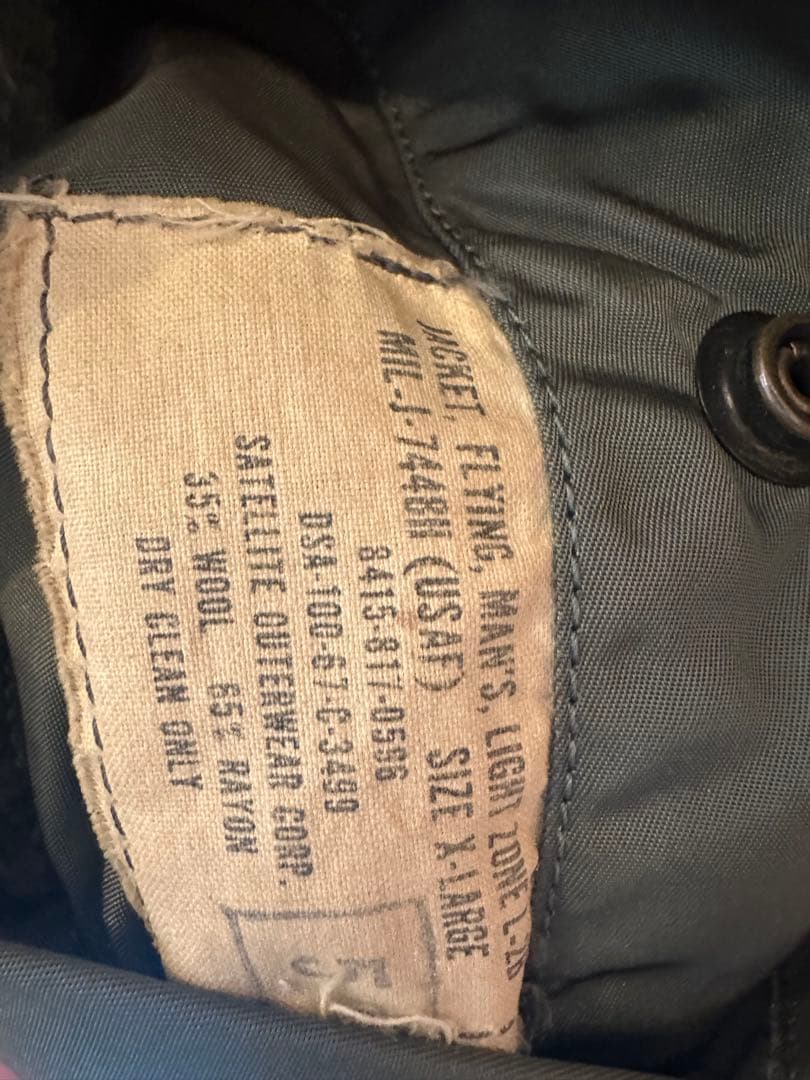 JACKET, FLYING, MAN'S, LIGHT ZONE L-2B
MIL-J-7448H (USAF) SIZE X-LARGE
8415-817-0596
DSA-100-67-C-3499
SATELLITE OUTERWEAR CORP.
35% WOOL 65% RAYON
DRY CLEAN ONLY